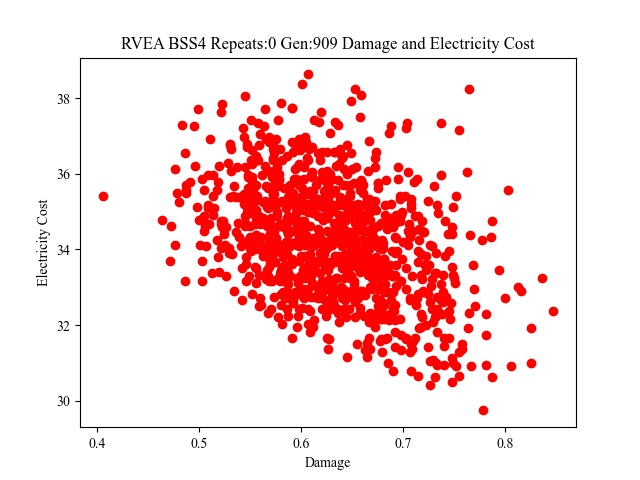 RVEA BSS4 Repeats:0 Gen:909 Damage and Electricity Cost
38
36
34
32
30
Electricity Cost
0.4 0.5 0.6 0.7 0.8
Damage